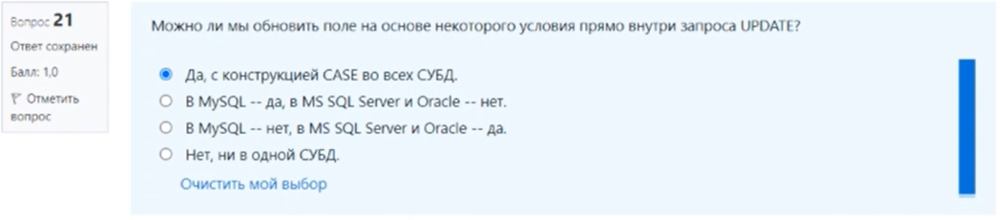 Вопрос 21
Ответ сохранен
Балл: 1,0
Отметить
вопрос
Можно ли мы обновить поле на основе некоторого условия прямо внутри запроса UPDATE?
Да, с конструкцией CASE во всех СУБД.
В MySQL -- да, в MS SQL Server и Oracle -- нет.
В MySQL -- нет, в MS SQL Server и Oracle -- да.
Нет, ни в одной СУБД.
Очистить мой выбор